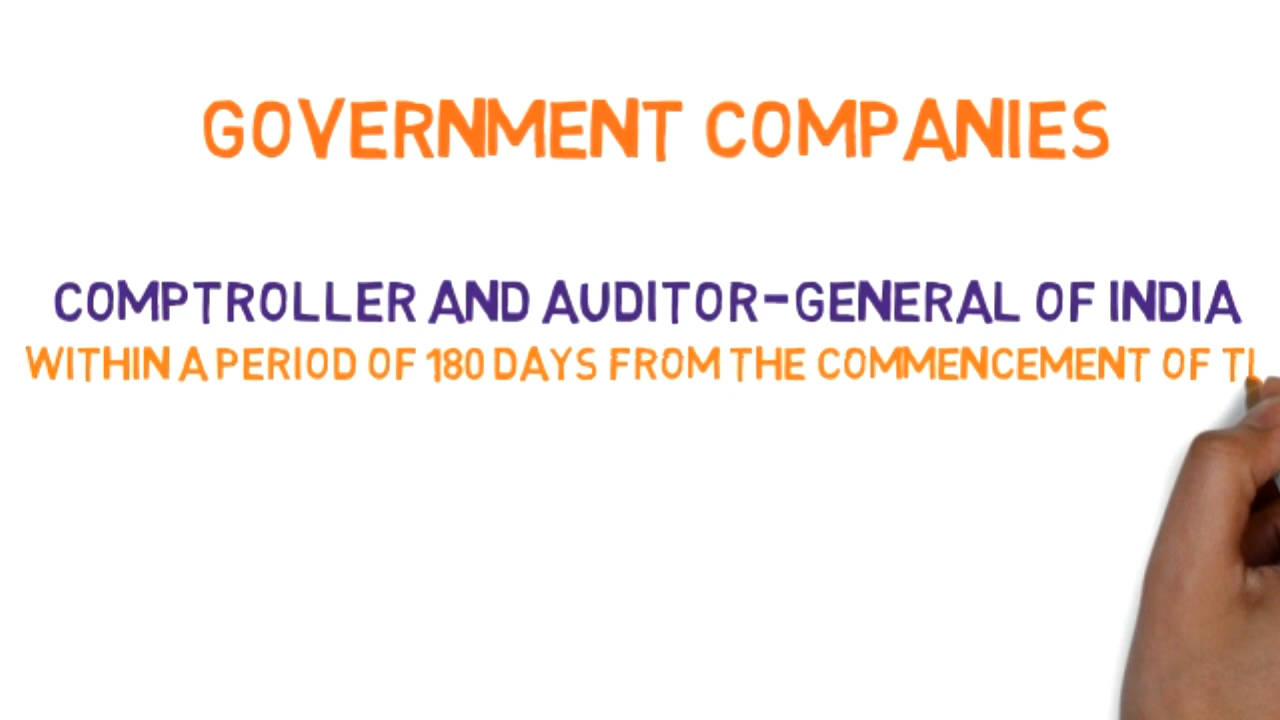 GOVERNMENT COMPANIES
COMPTROLLER AND AUDITOR-GENERAL OF INDIA
WITHIN A PERIOD OF 180 DAYS FROM THE COMMENCEMENT OF